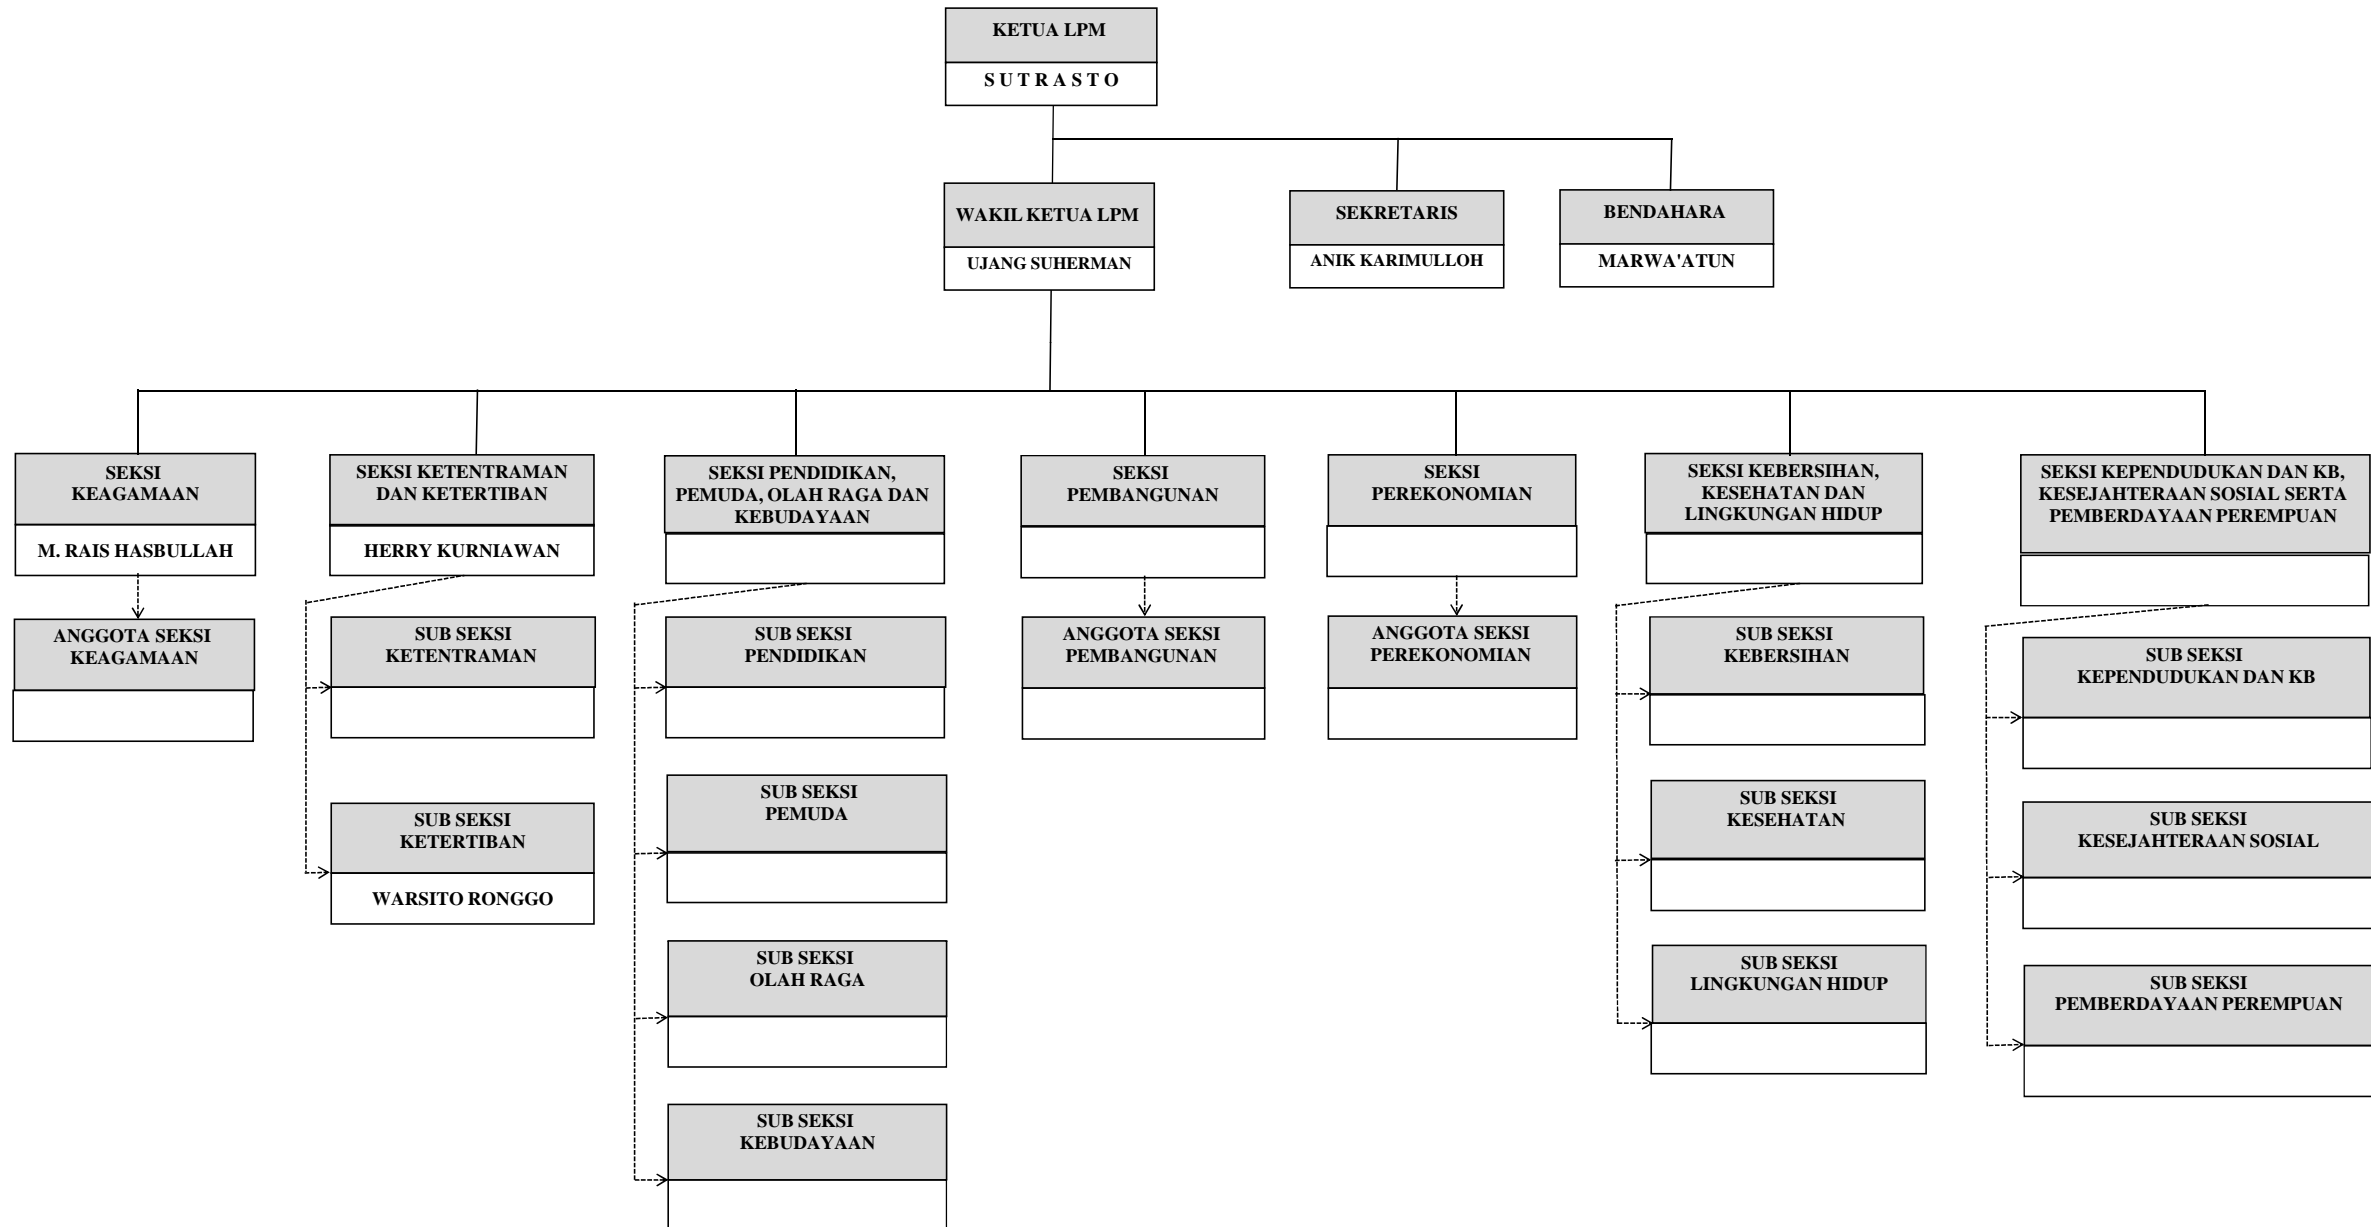 KETUA LPM
S U T R A S T O
WAKIL KETUA LPM
UJANG SUHERMAN
SEKRETARIS
ANIK KARIMULLOH
BENDAHARA
MARWA'ATUN
SEKSI
KEAGAMAAN
M. RAIS HASBULLAH
SEKSI KETENTRAMAN
DAN KETERTIBAN
HERRY KURNIAWAN
SEKSI PENDIDIKAN,
PEMUDA, OLAH RAGA DAN
KEBUDAYAAN
SEKSI
PEMBANGUNAN
SEKSI
PEREKONOMIAN
SEKSI KEBERSIHAN,
KESEHATAN DAN
LINGKUNGAN HIDUP
SEKSI KEPENDUDUKAN DAN KB,
KESEJAHTERAAN SOSIAL SERTA
PEMBERDAYAAN PEREMPUAN
ANGGOTA SEKSI
KEAGAMAAN
SUB SEKSI
KETENTRAMAN
SUB SEKSI
KETERTIBAN
WARSITO RONGGO
SUB SEKSI
PENDIDIKAN
SUB SEKSI
PEMUDA
SUB SEKSI
OLAH RAGA
SUB SEKSI
KEBUDAYAAN
ANGGOTA SEKSI
PEMBANGUNAN
ANGGOTA SEKSI
PEREKONOMIAN
SUB SEKSI
KEBERSIHAN
SUB SEKSI
KESEHATAN
SUB SEKSI
LINGKUNGAN HIDUP
SUB SEKSI
KEPENDUDUKAN DAN KB
SUB SEKSI
KESEJAHTERAAN SOSIAL
SUB SEKSI
PEMBERDAYAAN PEREMPUAN